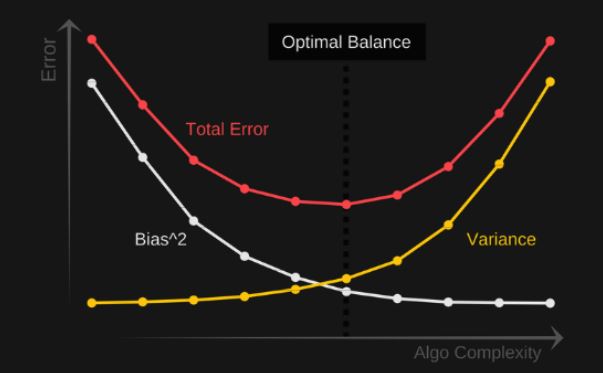 Error
Optimal Balance
Total Error
Bias^2
Variance
Algo Complexity